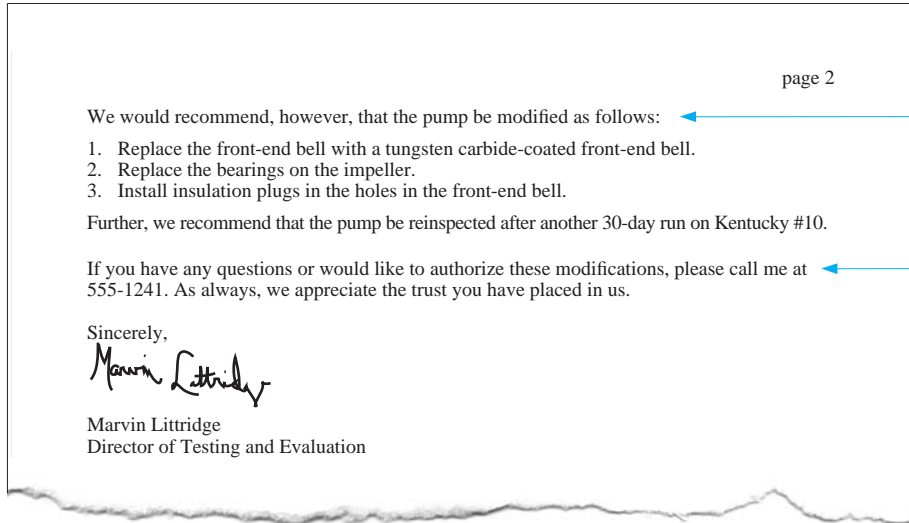 page 2
We would recommend, however, that the pump be modified as follows:
1. Replace the front-end bell with a tungsten carbide-coated front-end bell.
2. Replace the bearings on the impeller.
3. Install insulation plugs in the holes in the front-end bell.
Further, we recommend that the pump be reinspected after another 30-day run on Kentucky #10.
If you have any questions or would like to authorize these modifications, please call me at
555-1241. As always, we appreciate the trust you have placed in us.
Sincerely,
Marvin Littridge
Marvin Littridge
Director of Testing and Evaluation